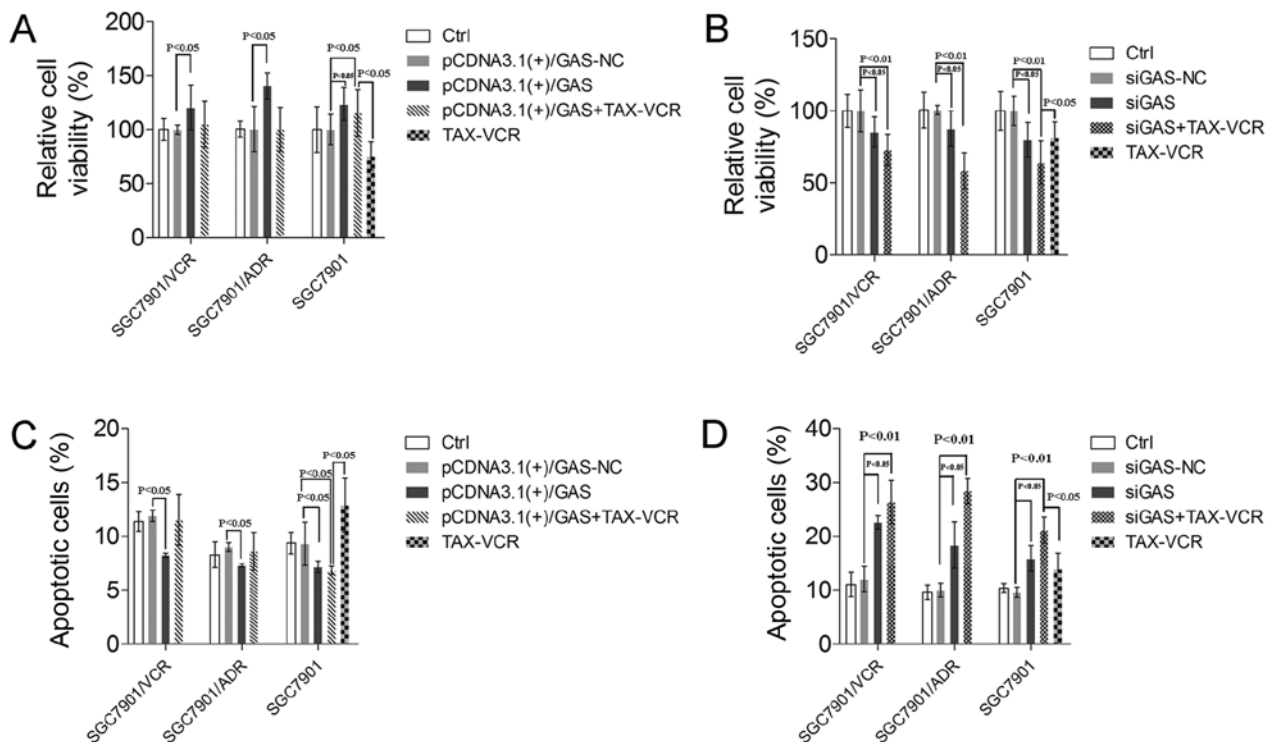 A
Relative cell
viability (%)
200
150
100
50
0
P<0.05
P<0.05
P<0.05
P<0.05
P<0.05
SGC7901/VCR
SGC7901/ADR
SGC7901
Ctrl
pCDNA3.1(+)/GAS-NC
pCDNA3.1(+)/GAS
pCDNA3.1(+)/GAS+TAX-VCR
TAX-VCR
B
Relative cell
viability (%)
150
100
50
0
P<0.01
P<0.05
P<0.01
P<0.05
P<0.01
P<0.05
P<0.05
SGC7901/VCR
SGC7901/ADR
SGC7901
Ctrl
siGAS-NC
siGAS
siGAS+TAX-VCR
TAX-VCR
C
Apoptotic cells (%)
20
15
10
5
0
P<0.05
P<0.05
P<0.05
P<0.05
P<0.05
SGC7901/VCR
SGC7901/ADR
SGC7901
Ctrl
pCDNA3.1(+)/GAS-NC
pCDNA3.1(+)/GAS
pCDNA3.1(+)/GAS+TAX-VCR
TAX-VCR
D
Apoptotic cells (%)
40
30
20
10
0
P<0.01
P<0.05
P<0.01
P<0.05
P<0.01
P<0.05
P<0.05
SGC7901/VCR
SGC7901/ADR
SGC7901
Ctrl
siGAS-NC
siGAS
siGAS+TAX-VCR
TAX-VCR